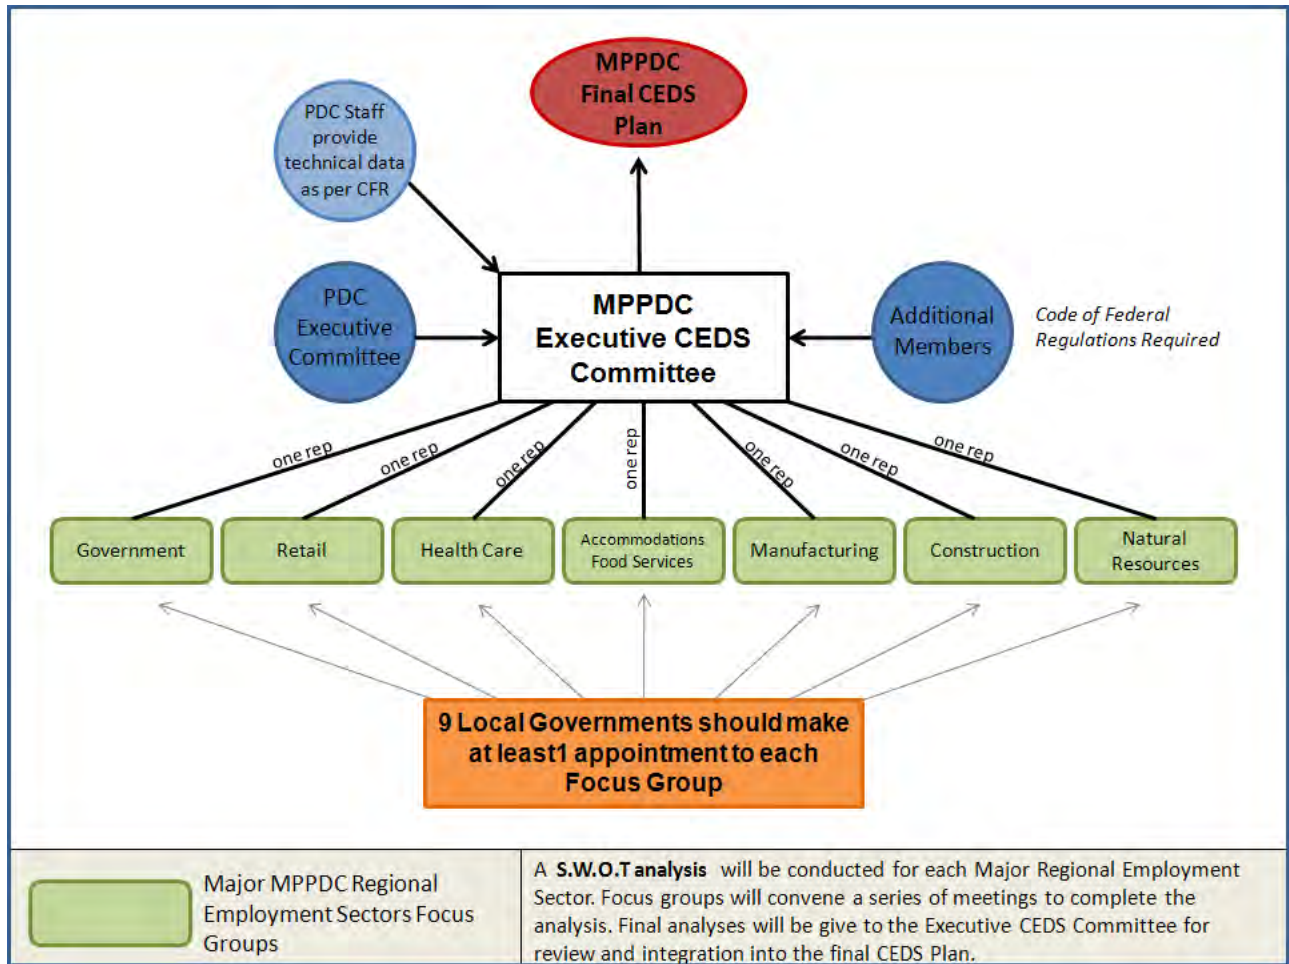 MPPDC
Final CEDS
Plan
PDC Staff
provide
technical data
as per CFR
PDC
Executive
Committee
MPPDC
Executive CEDS
Committee
Additional
Members
Code of Federal
Regulations Required
one rep
one rep
one rep
one rep
one rep
one rep
one rep
Government
Retail
Health Care
Accommodations
Food Services
Manufacturing
Construction
Natural
Resources
9 Local Governments should make
at least1 appointment to each
Focus Group
Major MPPDC Regional
Employment Sectors Focus
Groups
A S.W.O.T analysis will be conducted for each Major Regional Employment
Sector. Focus groups will convene a series of meetings to complete the
analysis. Final analyses will be give to the Executive CEDS Committee for
review and integration into the final CEDS Plan.